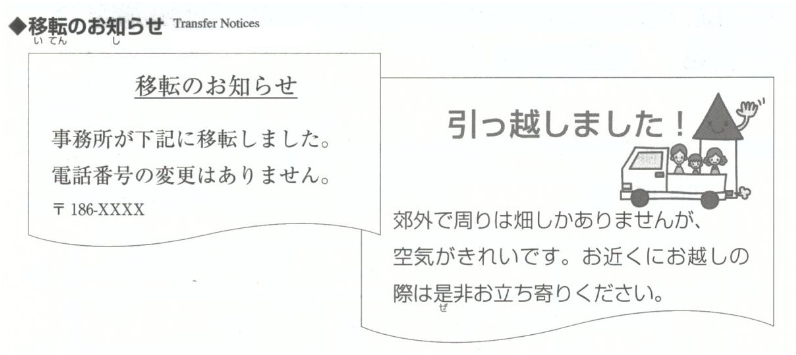 ◆移転のお知らせ Transfer Notices
い てん し
移転のお知らせ
事務所が下記に移転しました。
電話番号の変更はありません。
〒 186-XXXX
引っ越しました！
郊外で周りは畑しかありませんが、
空気がきれいです。お近くにお越しの
際は是非お立ち寄りください。
ぜ